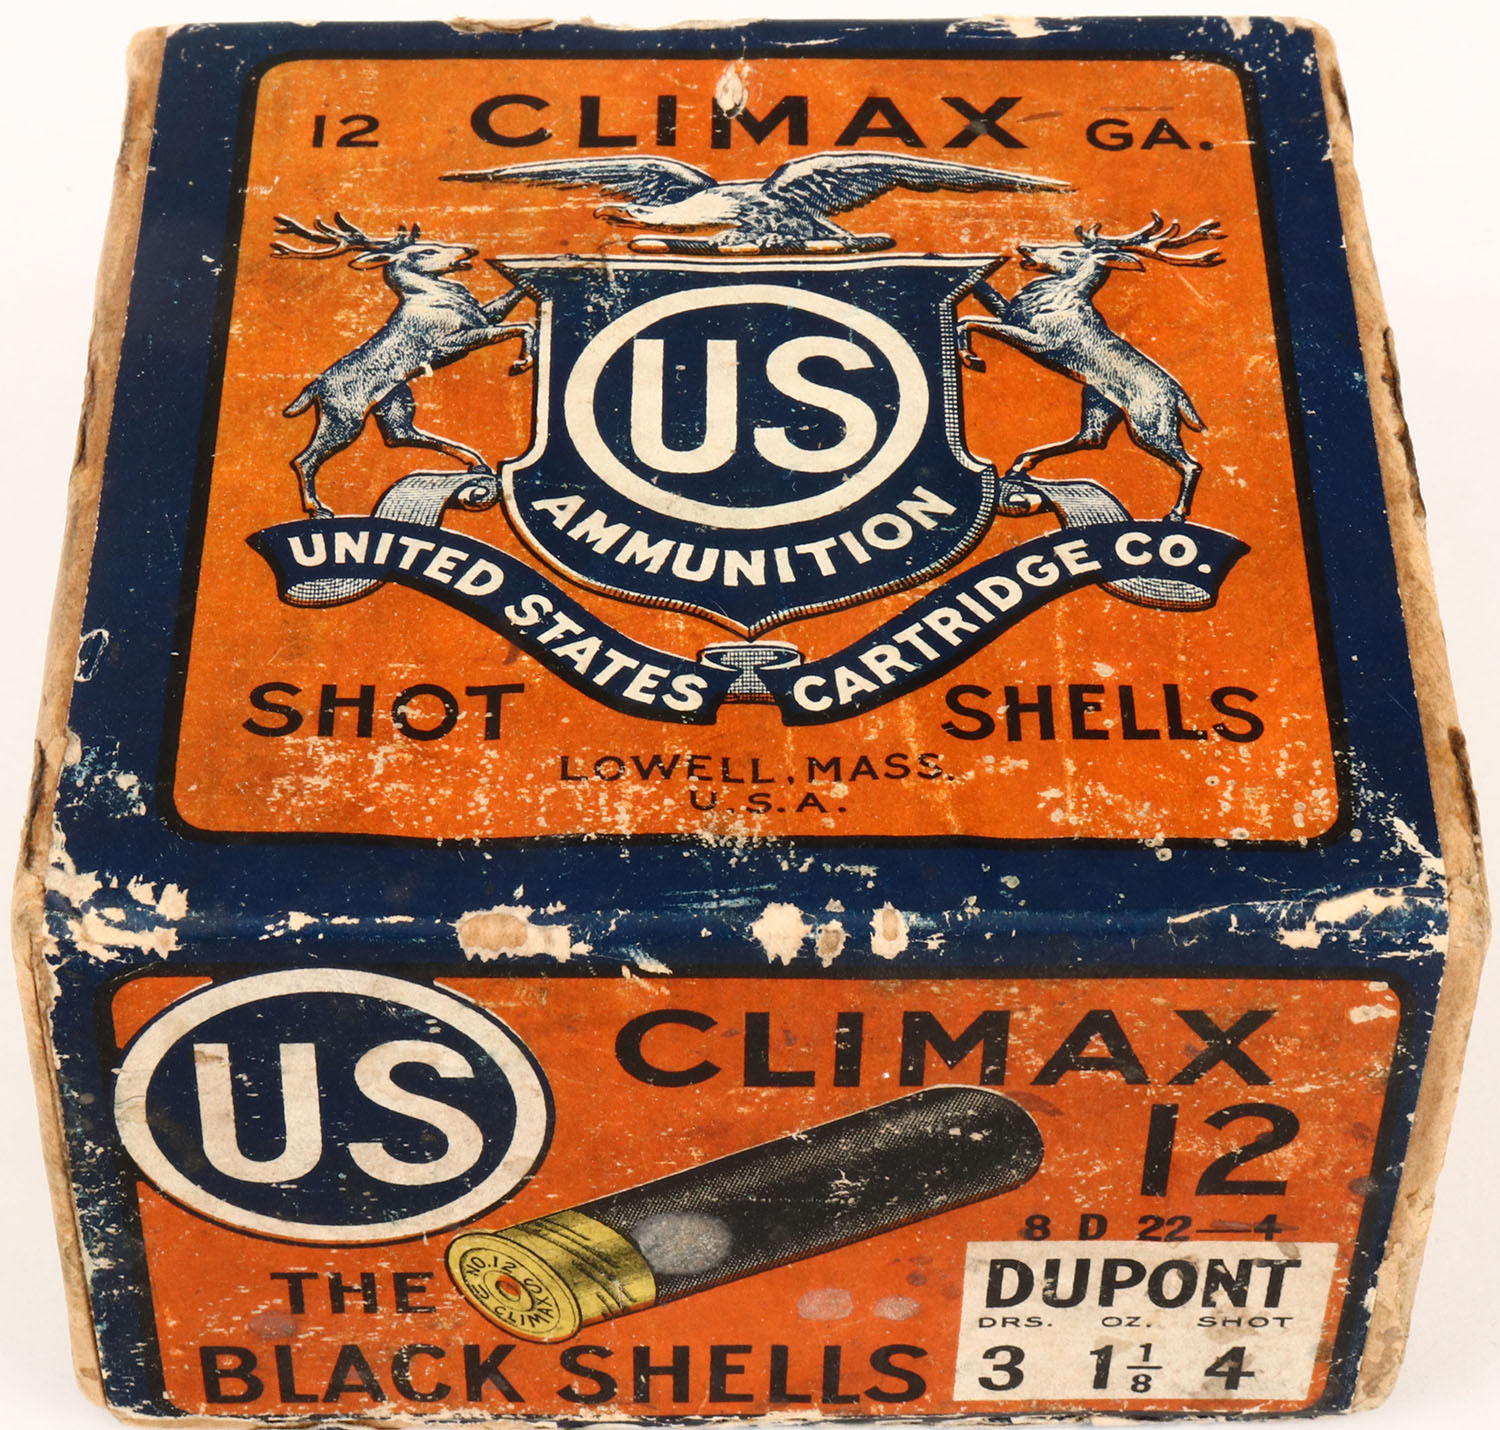 12 CLIMAX GA.
US
AMMUNITION
UNITED STATES CARTRIDGE CO.
SHOT SHELLS
LOWELL, MASS.
U.S.A.
US
CLIMAX
12
8 D 22-4
DUPONT
DRS. OZ. SHOT
3 1 1/8 4
NO.12 US
CLIMAX
THE
BLACK SHELLS